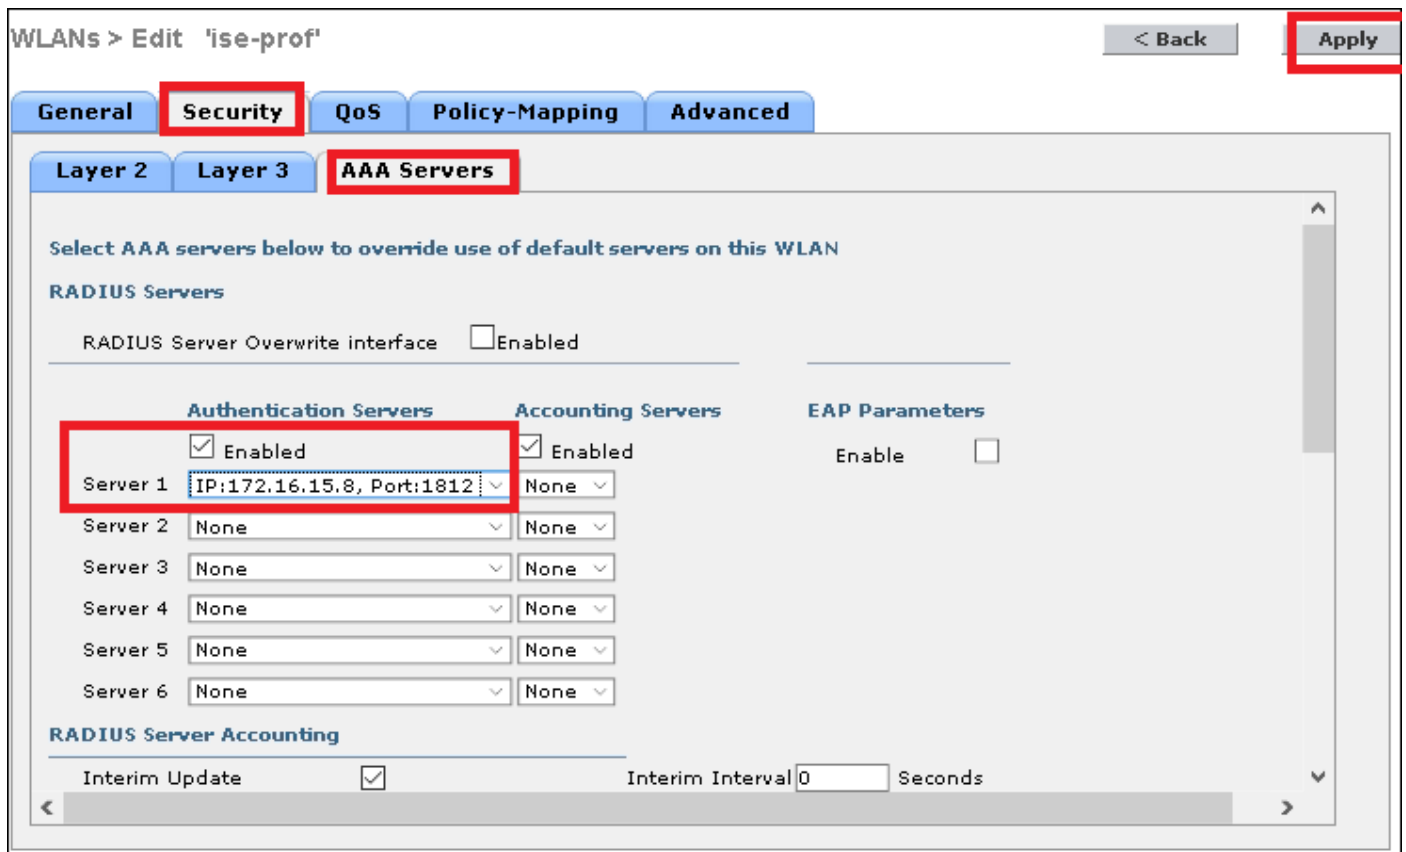 WLANs > Edit 'ise-prof'
< Back
Apply
General
Security
QoS
Policy-Mapping
Advanced
Layer 2
Layer 3
AAA Servers
Select AAA servers below to override use of default servers on this WLAN
RADIUS Servers
RADIUS Server Overwrite interface Enabled
Authentication Servers Accounting Servers EAP Parameters
Enabled Enabled Enable
Server 1 IP:172.16.15.8, Port:1812 None
Server 2 None None
Server 3 None None
Server 4 None None
Server 5 None None
Server 6 None None
RADIUS Server Accounting
Interim Update Interim Interval 0 Seconds